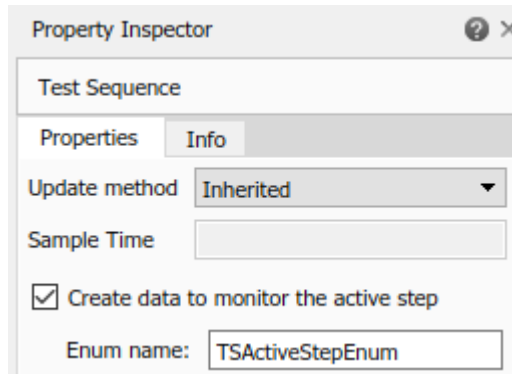 Property Inspector
Test Sequence
Properties Info
Update method Inherited
Sample Time
Create data to monitor the active step
Enum name: TSActiveStepEnum